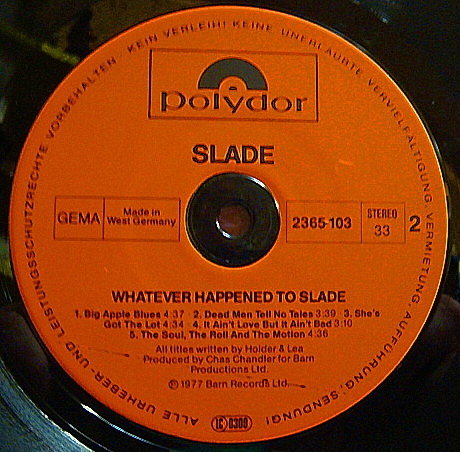 ALLE URHEBER- UND LEISTUNGSSCHUTZRECHTE VORBEHALTEN · KEIN VERLEIH! KEINE UNERLAUBTE VERVIELFÄLTIGUNG, VERMIETUNG, AUFFÜHRUNG, SENDUNG!
polydor
SLADE
GEMA
Made in
West Germany
2365 103
STEREO
33
2
WHATEVER HAPPENED TO SLADE
1. Big Apple Blues 4:37 2. Dead Men Tell No Tales 3:39 3. She's
Got The Lot 4:34 4. It Ain't Love But It Ain't Bad 3:10
5. The Soul, The Roll And The Motion 4:36
All titles written by Holder & Lea
Produced by Chas Chandler for Barn
Productions Ltd.
Ⓟ 1977 Barn Records Ltd.
LC 0309